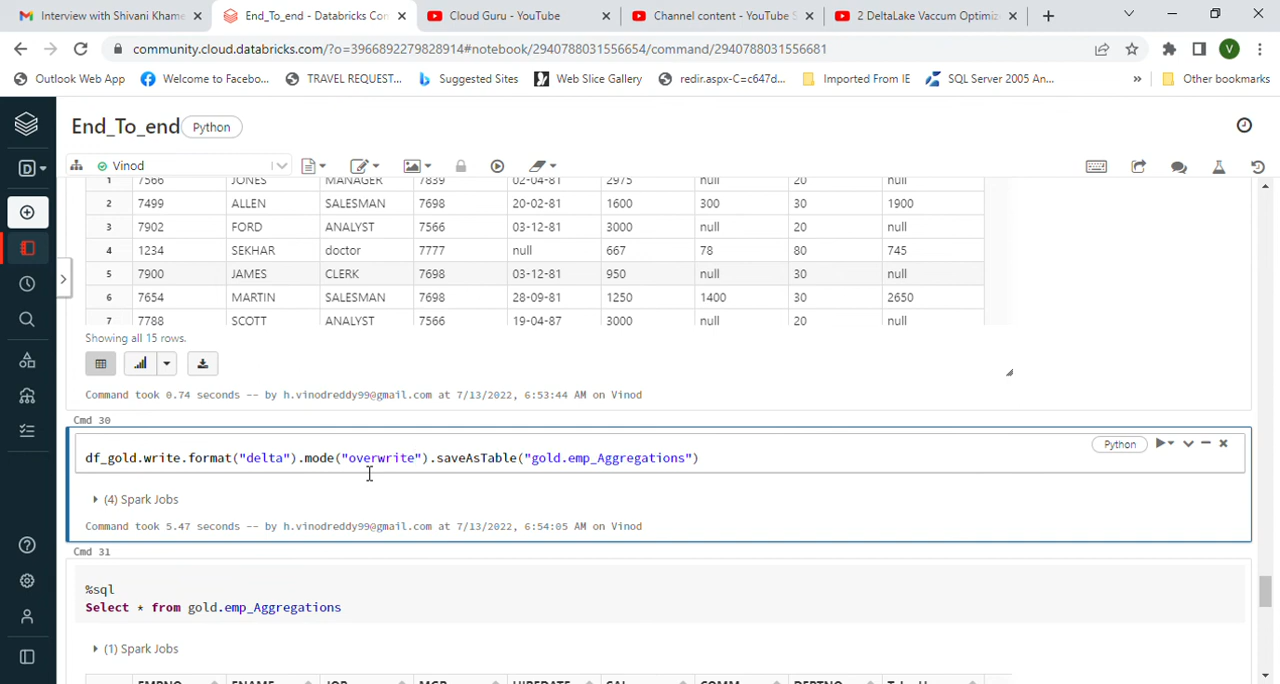 Interview with Shivani Khame
End_To_end - Databricks Con
Cloud Guru - YouTube
Channel content - YouTube S
2 DeltaLake Vaccum Optimiz
community.cloud.databricks.com/?o=3966892279828914#notebook/2940788031556654/command/2940788031556681
V
Outlook Web App
Welcome to Facebo...
TRAVEL REQUEST...
Suggested Sites
Web Slice Gallery
redir.aspx-C=c647d...
Imported From IE
SQL Server 2005 An...
»
Other bookmarks
End_To_end
Python
D
Vinod
1 7566 JONES MANAGER 7839 02-04-81 2975 null 20 null
2 7499 ALLEN SALESMAN 7698 20-02-81 1600 300 30 1900
3 7902 FORD ANALYST 7566 03-12-81 3000 null 20 null
4 1234 SEKHAR doctor 7777 null 667 78 80 745
5 7900 JAMES CLERK 7698 03-12-81 950 null 30 null
6 7654 MARTIN SALESMAN 7698 28-09-81 1250 1400 30 2650
7 7788 SCOTT ANALYST 7566 19-04-87 3000 null 20 null
Showing all 15 rows.
Command took 0.74 seconds -- by h.vinodreddy99@gmail.com at 7/13/2022, 6:53:44 AM on Vinod
Cmd 30
Python
df_gold.write.format("delta").mode("overwrite").saveAsTable("gold.emp_Aggregations")
(4) Spark Jobs
Command took 5.47 seconds -- by h.vinodreddy99@gmail.com at 7/13/2022, 6:54:05 AM on Vinod
Cmd 31
%sql
Select * from gold.emp_Aggregations
(1) Spark Jobs